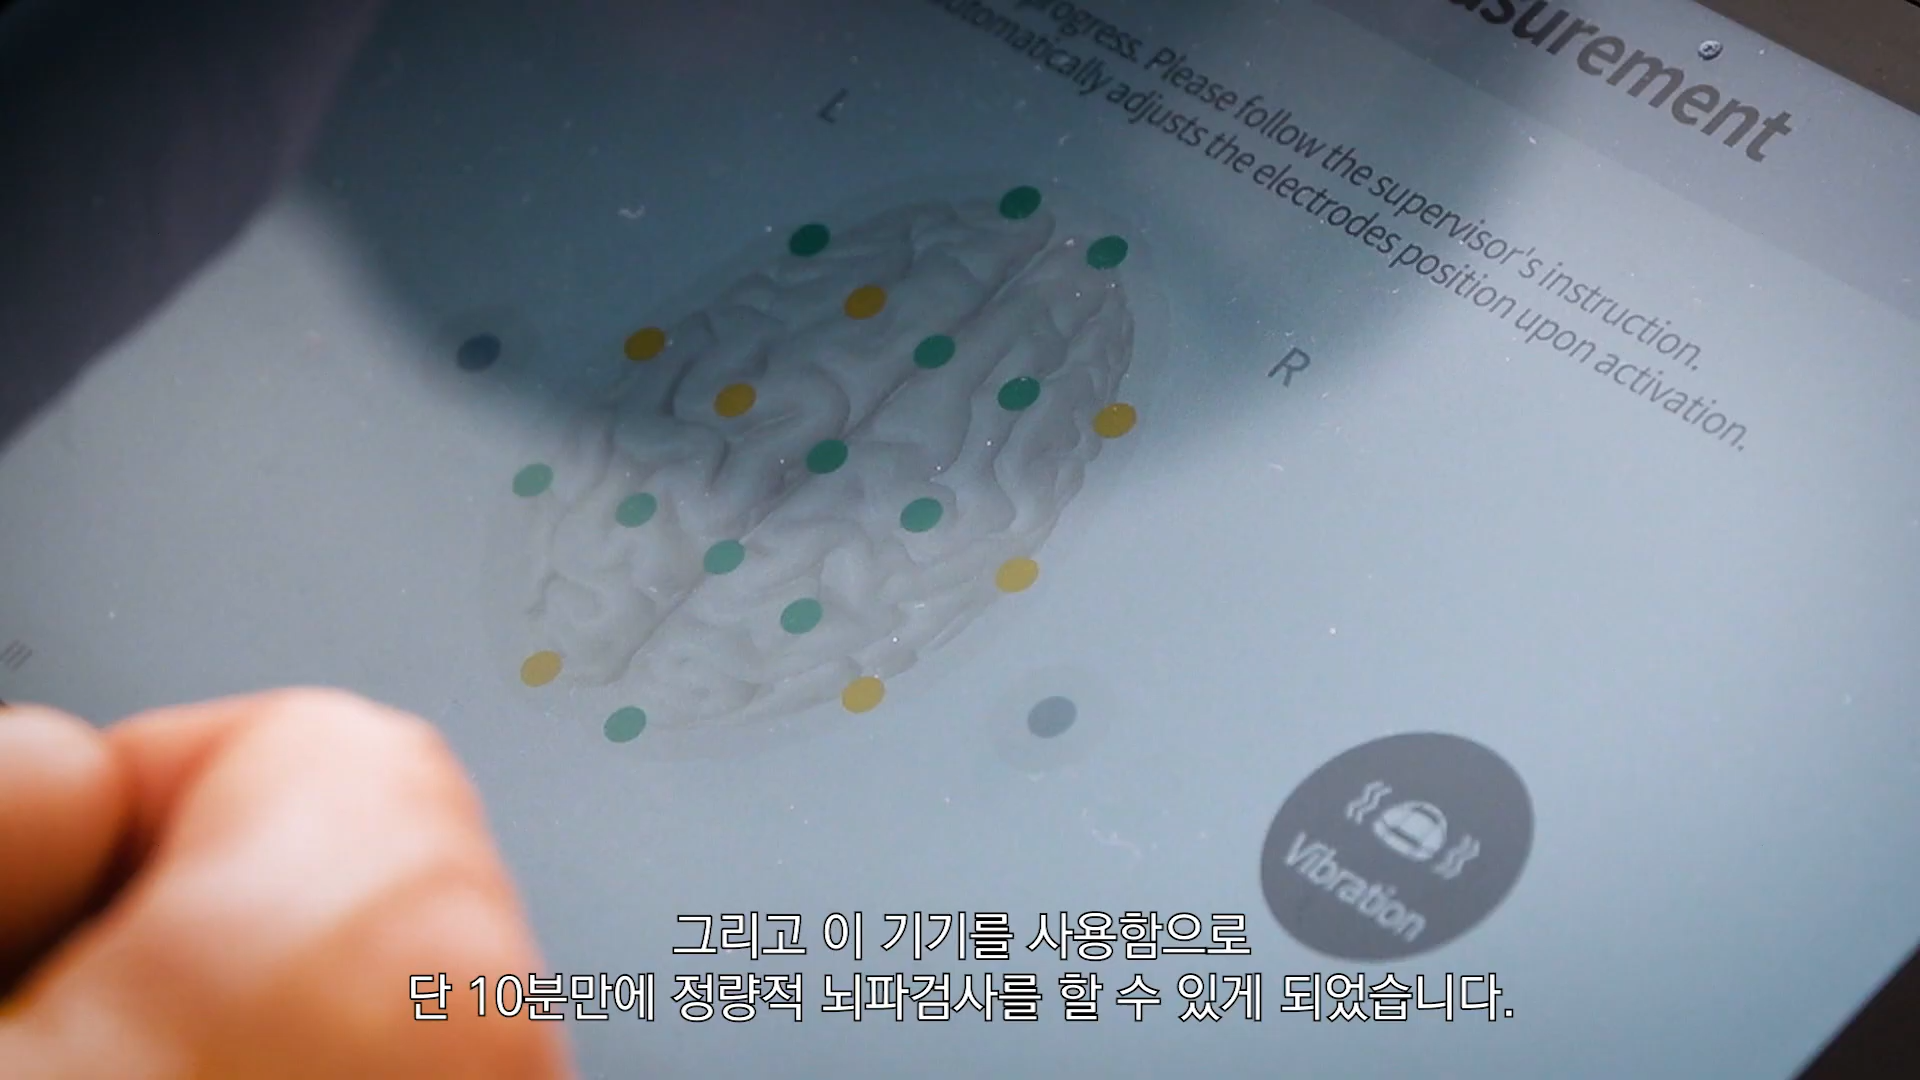 surement
progress. Please follow the supervisor's instruction.
automatically adjusts the electrodes position upon activation.
L
R
Vibration
그리고 이 기기를 사용함으로
단 10분만에 정량적 뇌파검사를 할 수 있게 되었습니다.